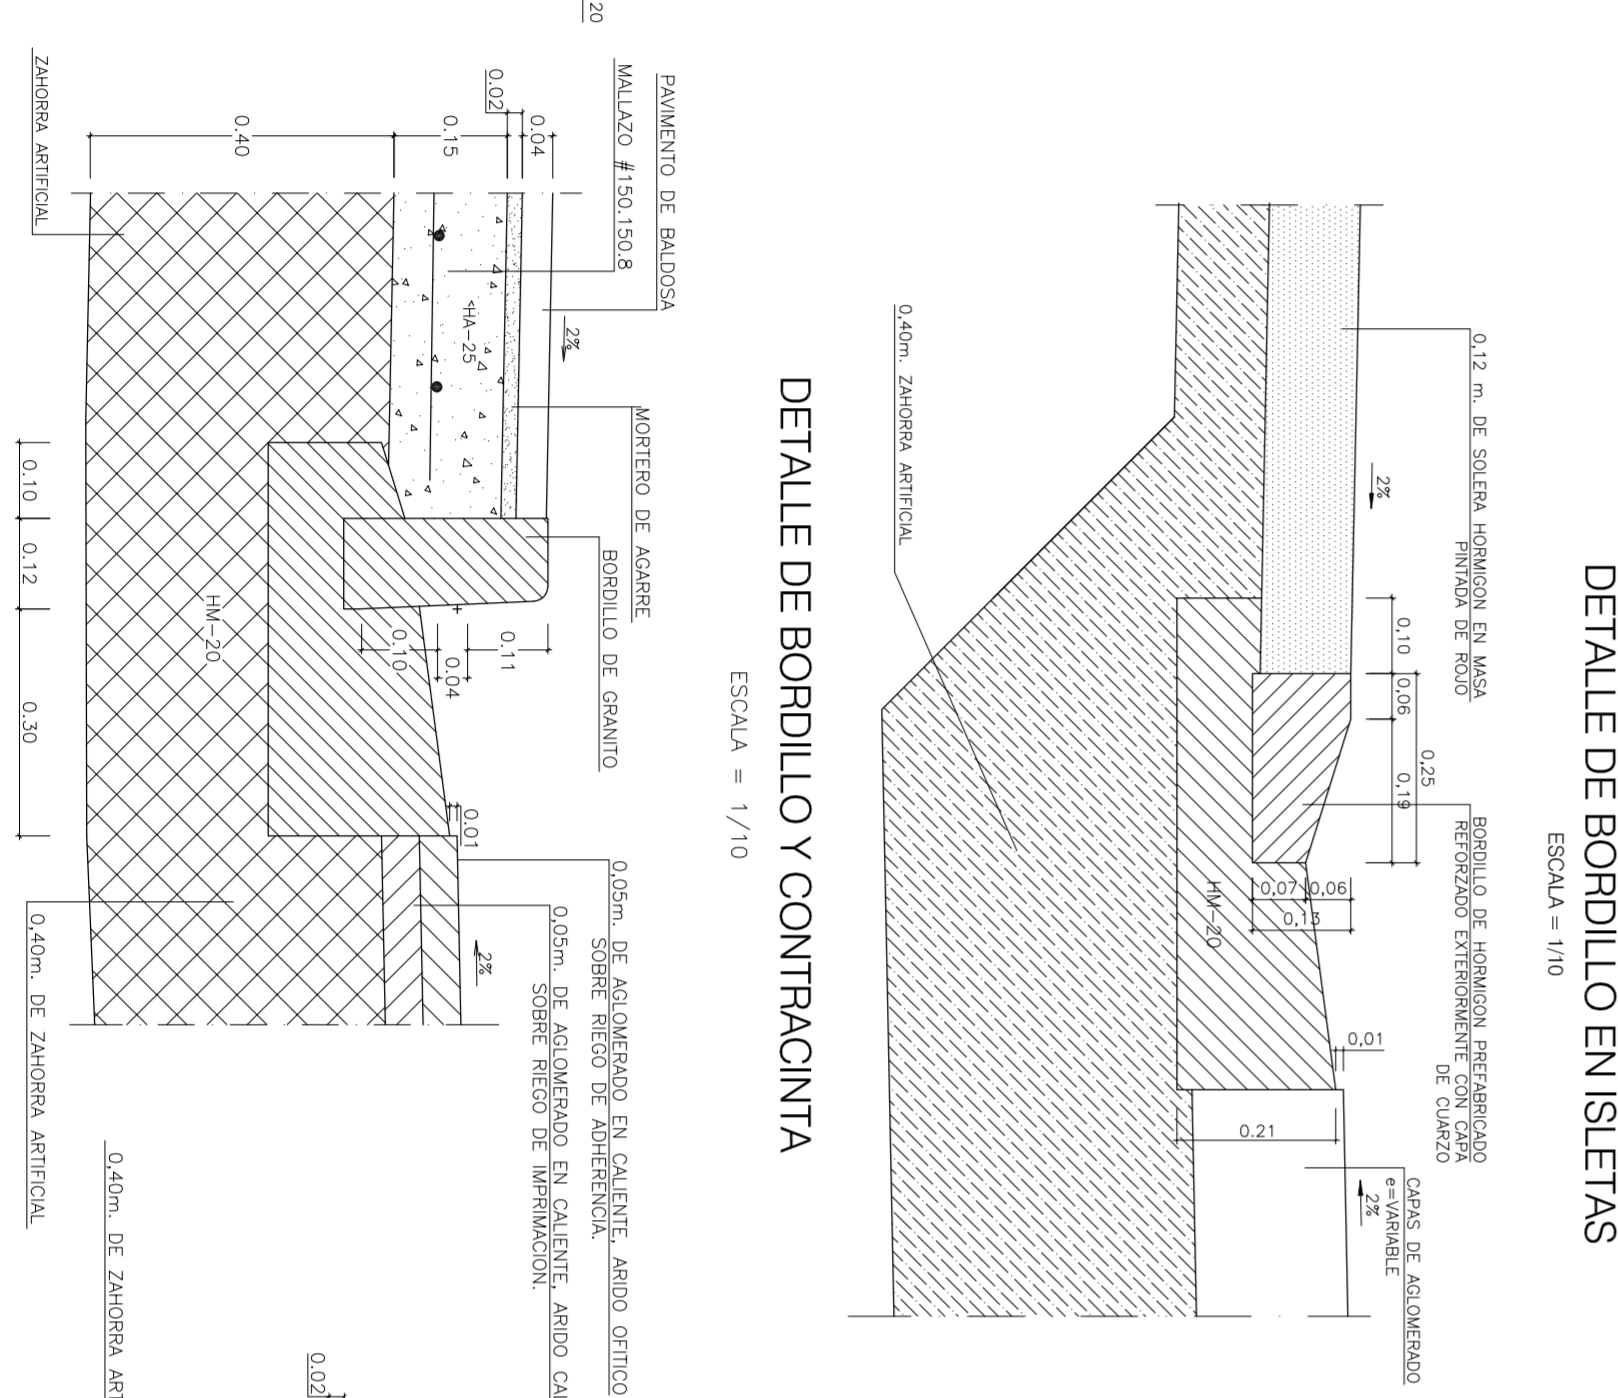 DETALLE DE BORDILLO EN ISLETAS
ESCALA = 1/10
0,12 m. DE SOLERA HORMIGON EN MASA
PINTADA DE ROJO
BORDILLO DE HORMIGON PREFABRICADO
REFORZADO EXTERIORMENTE CON CAPA
DE CUARZO
CAPAS DE AGLOMERADO
e=VARIABLE
2%
2%
0,10
0,06
0,25
0,19
0,07
0,06
0,13
0,01
0.21
HM-20
0,40m. ZAHORRA ARTIFICIAL
DETALLE DE BORDILLO Y CONTRACINTA
ESCALA = 1/10
20
PAVIMENTO DE BALDOSA
MALLAZO #150.150.8
MORTERO DE AGARRE
BORDILLO DE GRANITO
0,05m. DE AGLOMERADO EN CALIENTE, ARIDO OFITICO
SOBRE RIEGO DE ADHERENCIA.
0,05m. DE AGLOMERADO EN CALIENTE, ARIDO
SOBRE RIEGO DE IMPRIMACION.
2%
2%
0.04
0.02
0.15
0.40
HA-25
0.11
0.04
0.10
0.01
HM-20
0.10
0.12
0.30
ZAHORRA ARTIFICIAL
0,40m. DE ZAHORRA ARTIFICIAL
0,40m. DE ZAHORRA
0.02